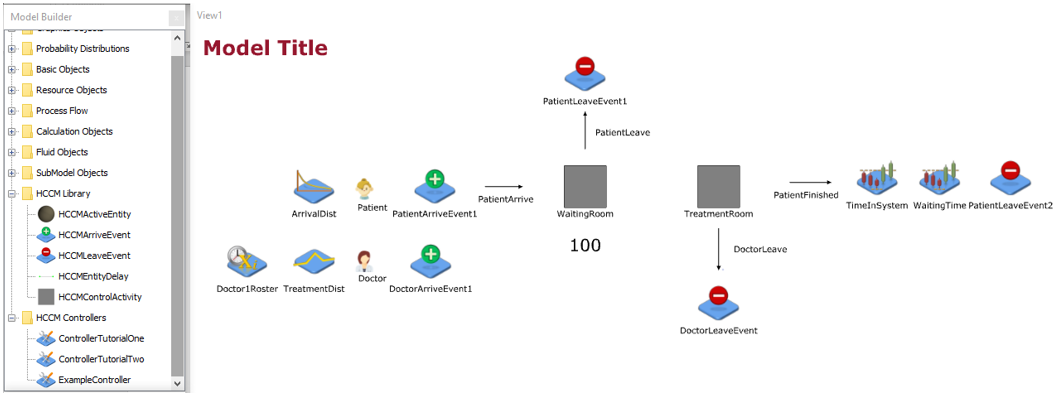 Model Builder
Graphics Objects
Probability Distributions
Basic Objects
Resource Objects
Process Flow
Calculation Objects
Fluid Objects
SubModel Objects
HCCM Library
HCCMActiveEntity
HCCMArriveEvent
HCCMLeaveEvent
HCCMEntityDelay
HCCMControlActivity
HCCM Controllers
ControllerTutorialOne
ControllerTutorialTwo
ExampleController
View1
Model Title
PatientLeaveEvent1
PatientLeave
ArrivalDist
Patient
PatientArriveEvent1
PatientArrive
WaitingRoom
TreatmentRoom
PatientFinished
TimeInSystem
WaitingTime
PatientLeaveEvent2
100
Doctor1Roster
TreatmentDist
Doctor
DoctorArriveEvent1
DoctorLeave
DoctorLeaveEvent